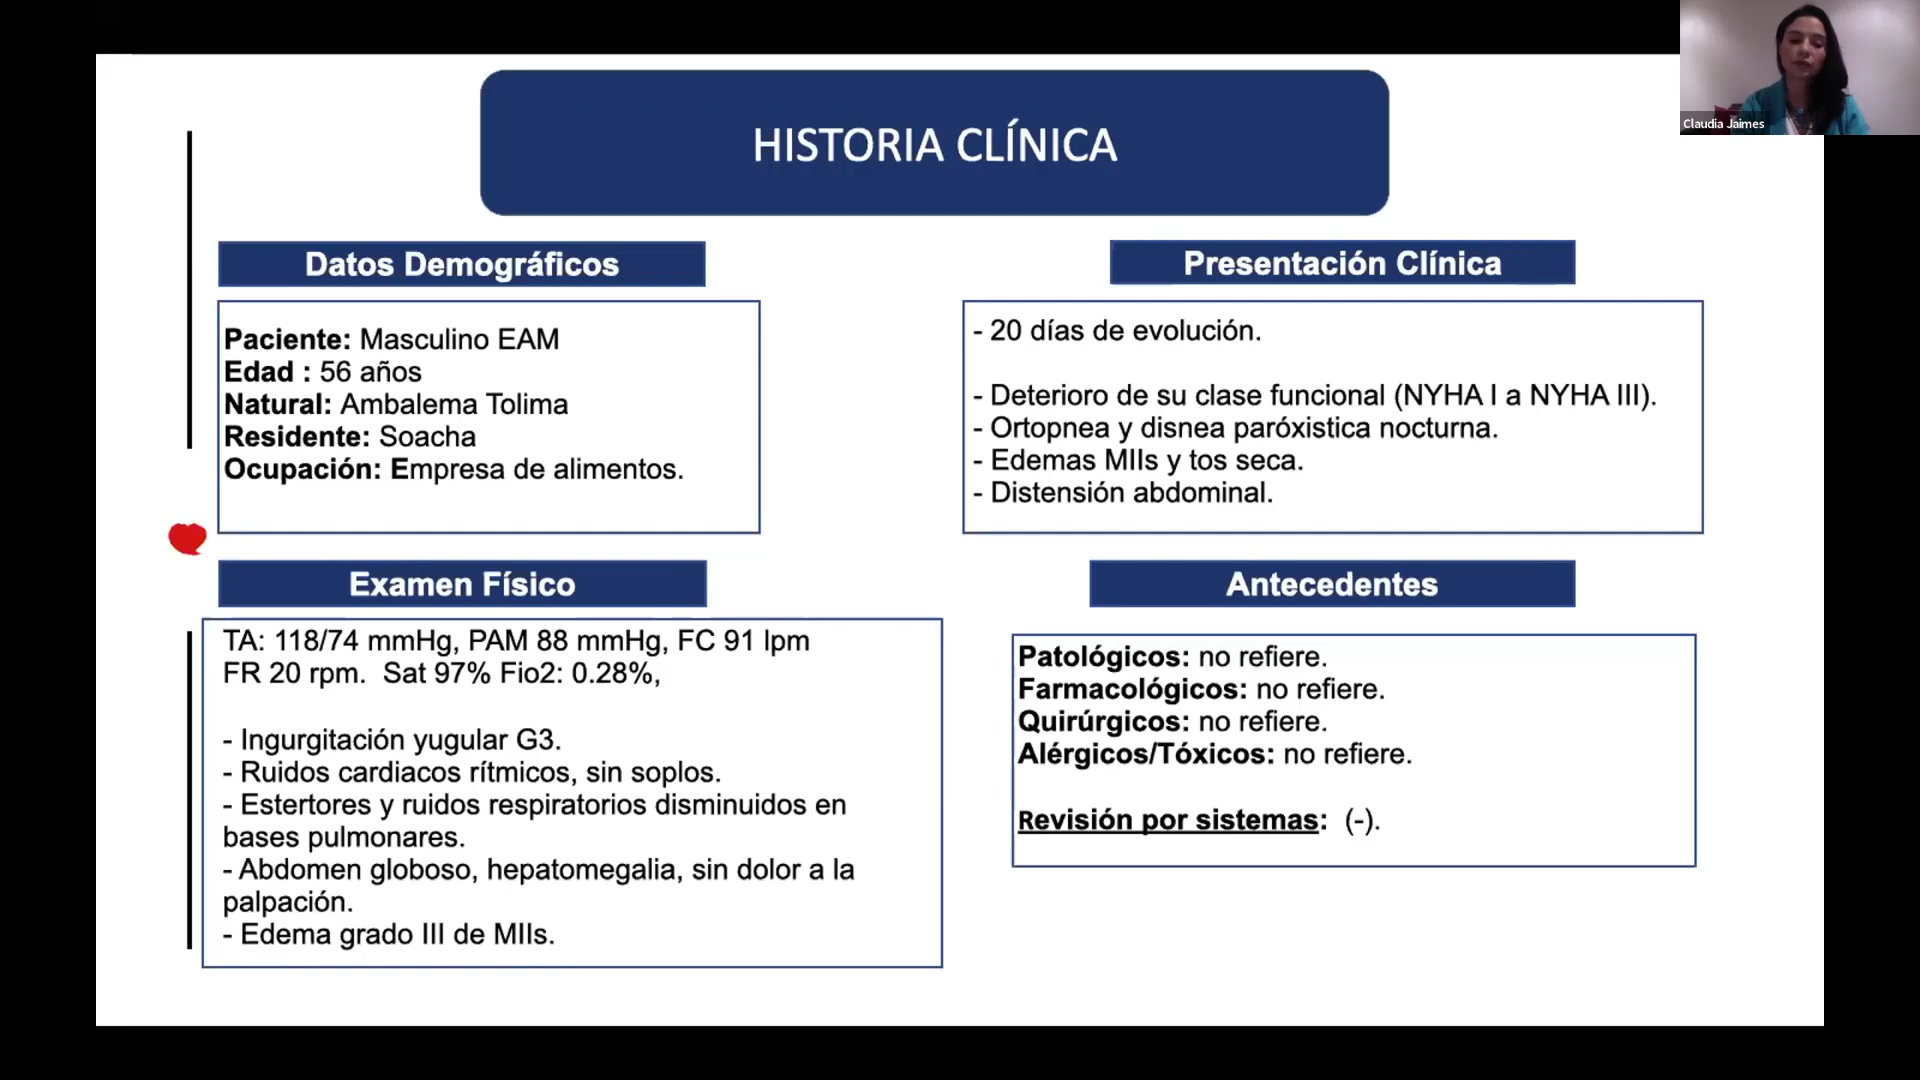 HISTORIA CLÍNICA
Claudia Jaimes
Datos Demográficos
Paciente: Masculino EAM
Edad : 56 años
Natural: Ambalema Tolima
Residente: Soacha
Ocupación: Empresa de alimentos.
Presentación Clínica
- 20 días de evolución.
- Deterioro de su clase funcional (NYHA I a NYHA III).
- Ortopnea y disnea paróxistica nocturna.
- Edemas MIIs y tos seca.
- Distensión abdominal.
Examen Físico
TA: 118/74 mmHg, PAM 88 mmHg, FC 91 lpm
FR 20 rpm. Sat 97% Fio2: 0.28%,
- Ingurgitación yugular G3.
- Ruidos cardiacos rítmicos, sin soplos.
- Estertores y ruidos respiratorios disminuidos en
bases pulmonares.
- Abdomen globoso, hepatomegalia, sin dolor a la
palpación.
- Edema grado III de MIIs.
Antecedentes
Patológicos: no refiere.
Farmacológicos: no refiere.
Quirúrgicos: no refiere.
Alérgicos/Tóxicos: no refiere.
Revisión por sistemas: (-).